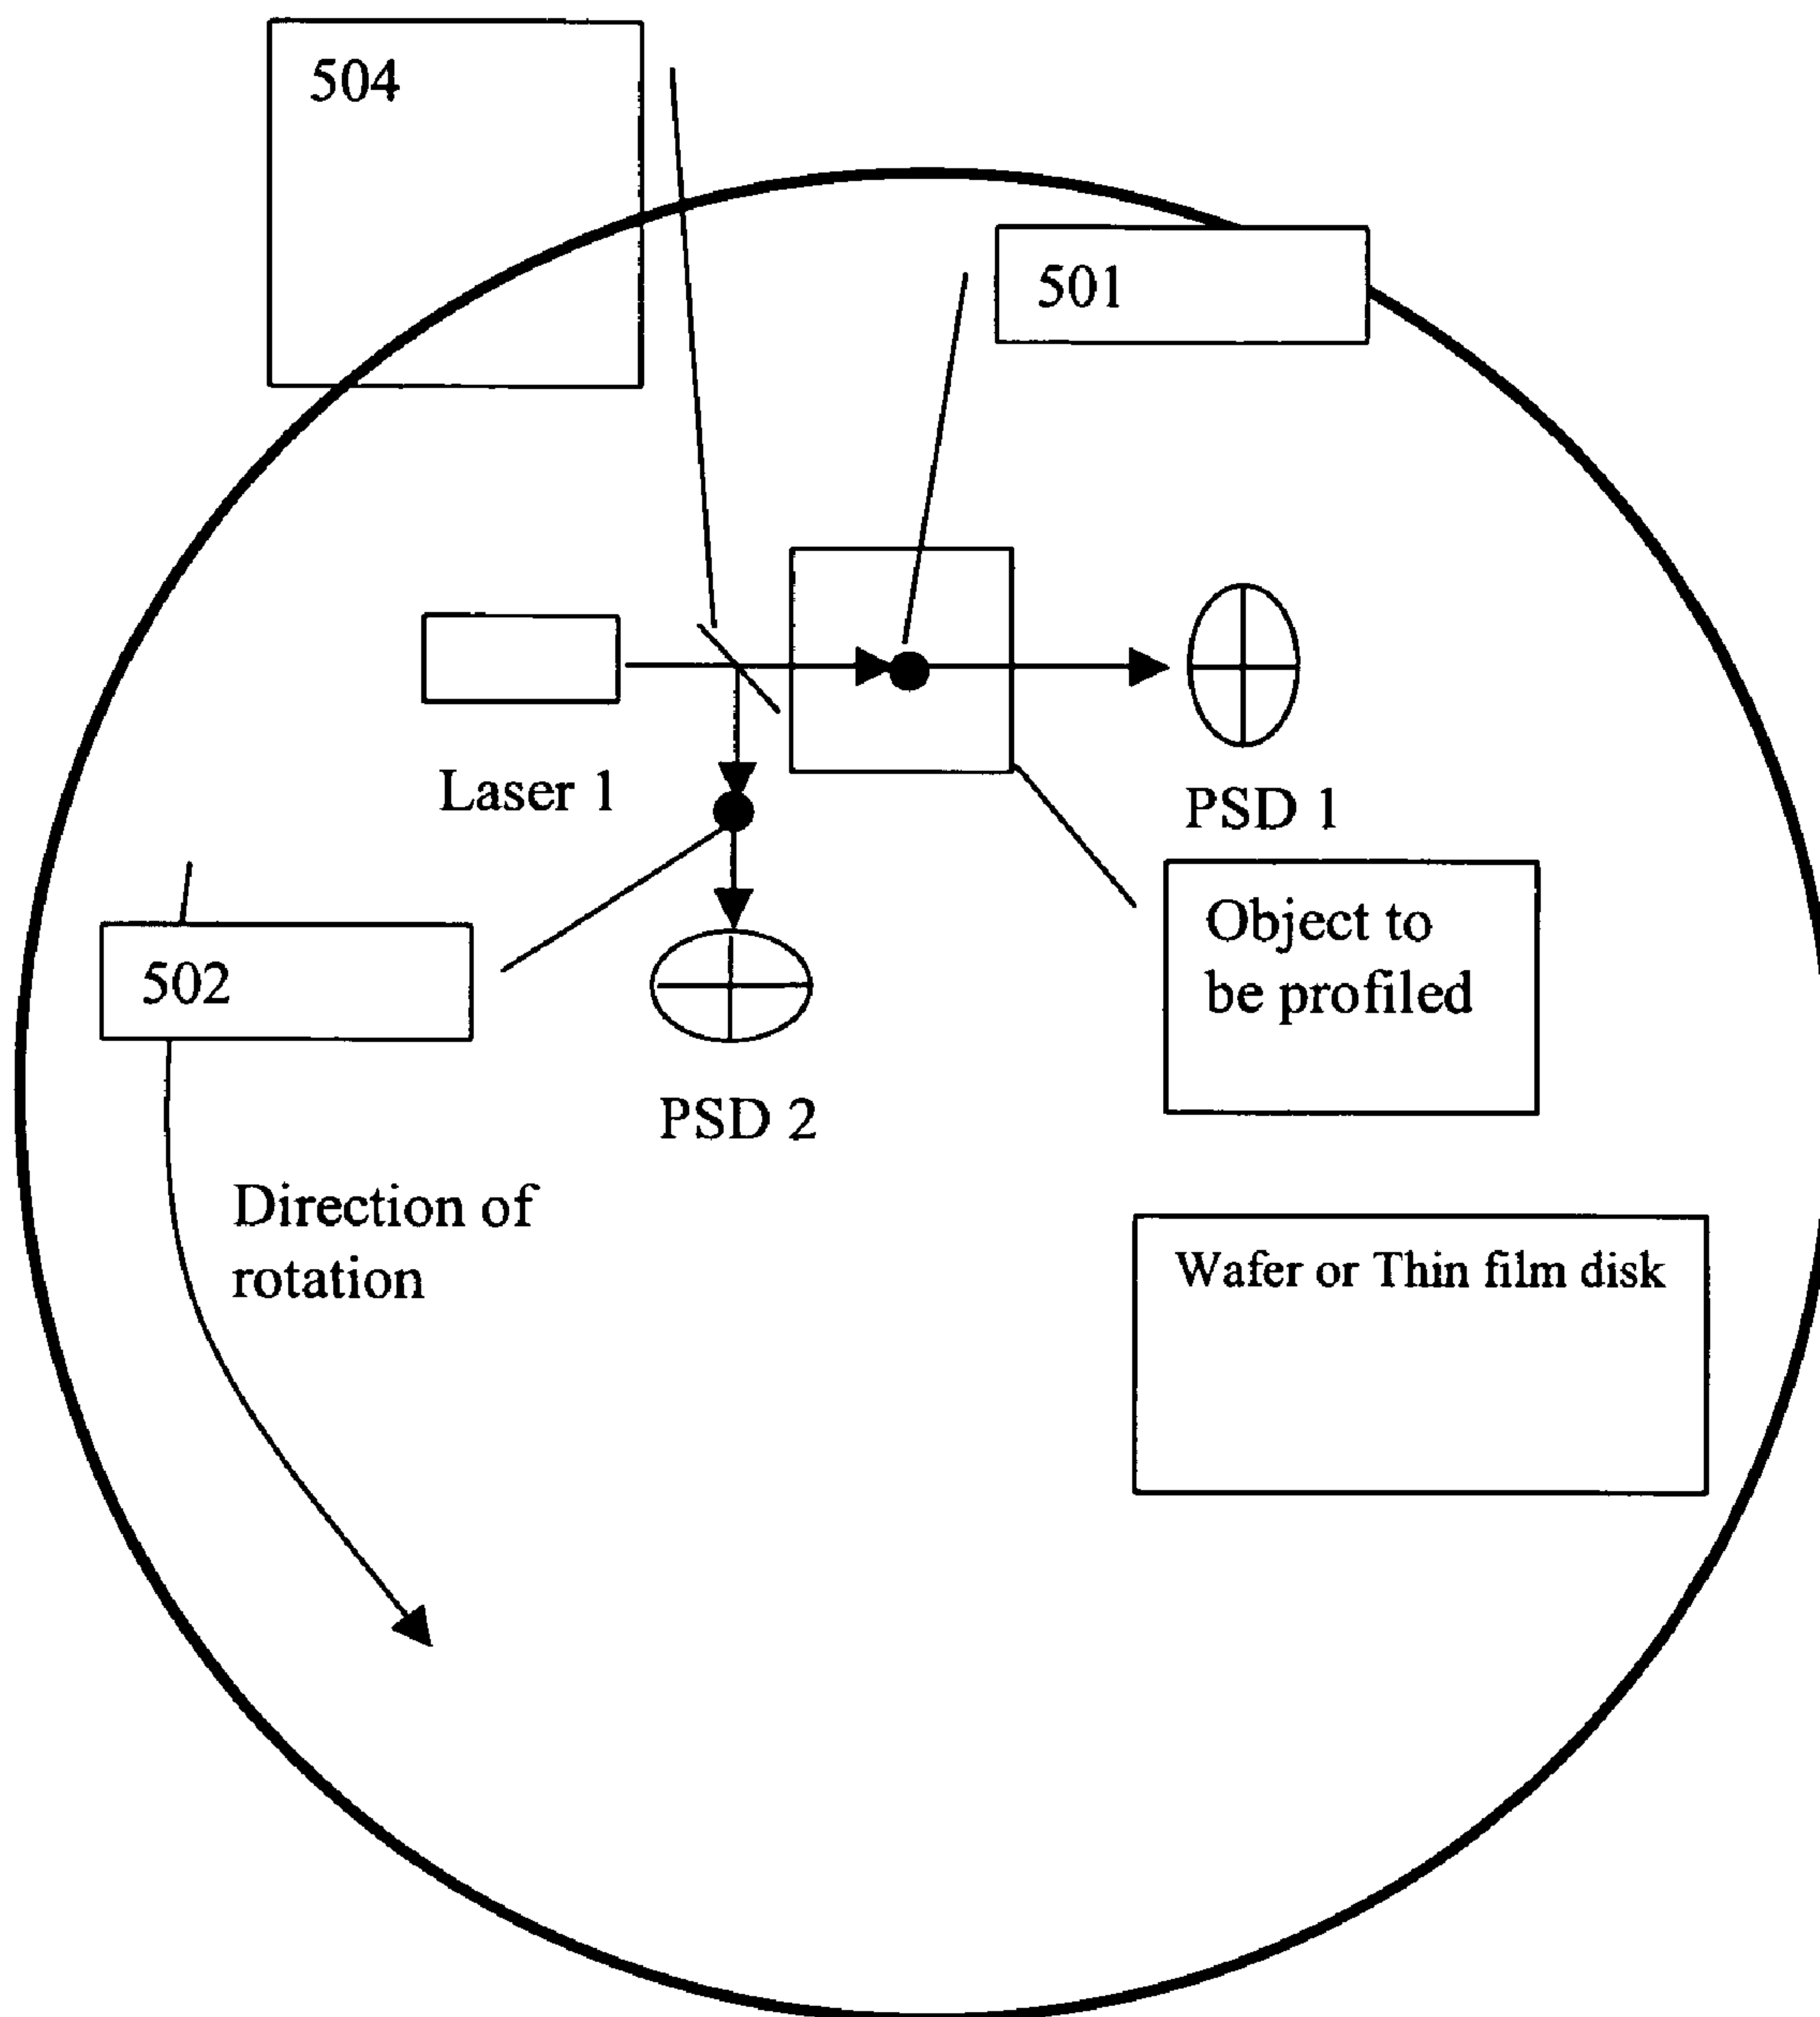 504
501
Laser 1
PSD 1
Object to
be profiled
502
PSD 2
Direction of
rotation
Wafer or Thin film disk